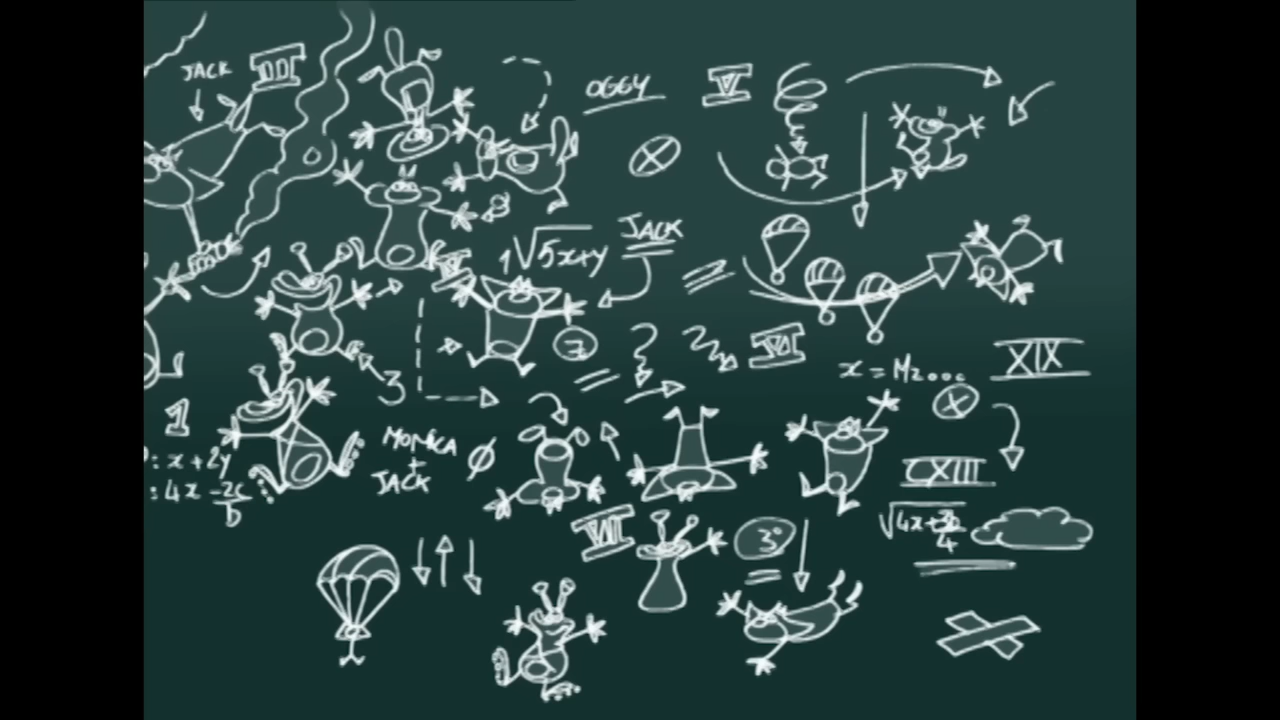 JACK
III
OGGY
V
1√5x+y
JACK
IV
VI
x = M2...
XIX
3
1
: x + 2y
: 4x - 2c/b
MONICA
+
JACK
CXIII
VII
3°